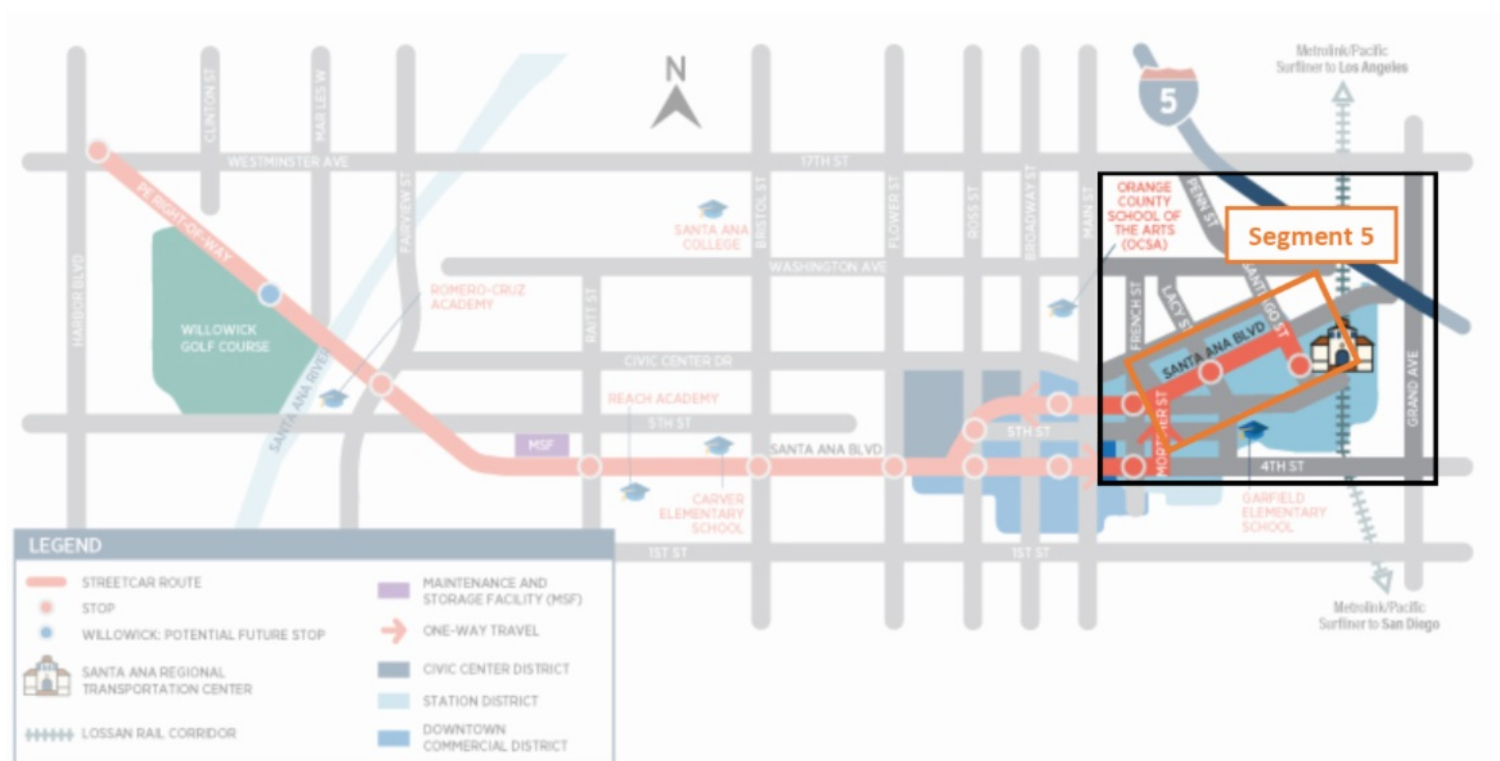 Metrolink/Pacific
Surfliner to Los Angeles
N
5
CLINTON ST
WESTMINSTER AVE
17TH ST
PE RIGHT-OF-WAY
FAIRVIEW ST
HARBOR BLVD
SANTA ANA
COLLEGE
BRISTOL ST
FLOWER ST
ROSS ST
BROADWAY ST
MAIN ST
ORANGE
COUNTY
SCHOOL OF
THE ARTS
(OCSA)
PENN ST
Segment 5
WASHINGTON AVE
ROMERO-CRUZ
ACADEMY
RAITT ST
FRENCH ST
LACY ST
SANTIAGO ST
WILLOWICK
GOLF COURSE
SANTA ANA RIVER
CIVIC CENTER DR
SANTA ANA BLVD
GRAND AVE
REACH ACADEMY
5TH ST
5TH ST
MSF
SANTA ANA BLVD
4TH ST
CARVER
ELEMENTARY
SCHOOL
GARFIELD
ELEMENTARY
SCHOOL
1ST ST
1ST ST
Metrolink/Pacific
Surfliner to San Diego
LEGEND
STREETCAR ROUTE
STOP
WILLOWICK: POTENTIAL FUTURE STOP
SANTA ANA REGIONAL
TRANSPORTATION CENTER
LOSSAN RAIL CORRIDOR
MAINTENANCE AND
STORAGE FACILITY (MSF)
ONE-WAY TRAVEL
CIVIC CENTER DISTRICT
STATION DISTRICT
DOWNTOWN
COMMERCIAL DISTRICT